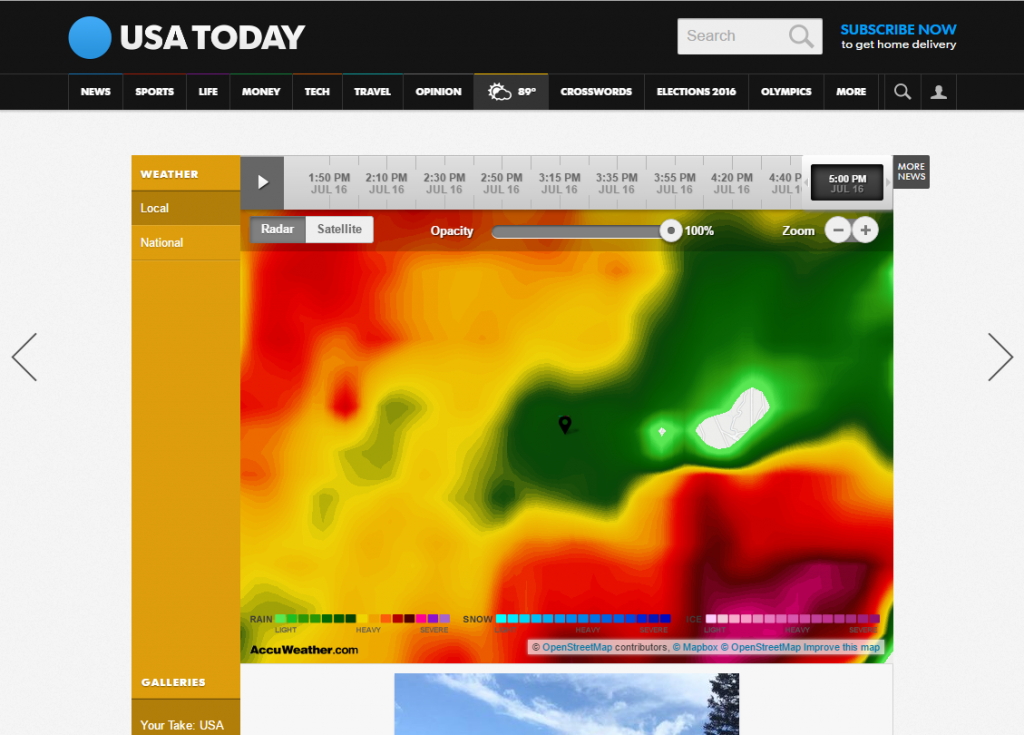 USA TODAY
Search
SUBSCRIBE NOW
to get home delivery
NEWS SPORTS LIFE MONEY TECH TRAVEL OPINION 89° CROSSWORDS ELECTIONS 2016 OLYMPICS MORE
WEATHER
Local
National
1:50 PM 2:10 PM 2:30 PM 2:50 PM 3:15 PM 3:35 PM 3:55 PM 4:20 PM 4:40 P 5:00 PM
JUL 16 JUL 16 JUL 16 JUL 16 JUL 16 JUL 16 JUL 16 JUL 16 JUL 16 JUL 16
MORE
NEWS
Radar Satellite Opacity 100% Zoom
RAIN SNOW ICE
LIGHT HEAVY SEVERE LIGHT HEAVY SEVERE LIGHT HEAVY SEVERE
AccuWeather.com
© OpenStreetMap contributors, © Mapbox © OpenStreetMap Improve this map
GALLERIES
Your Take: USA